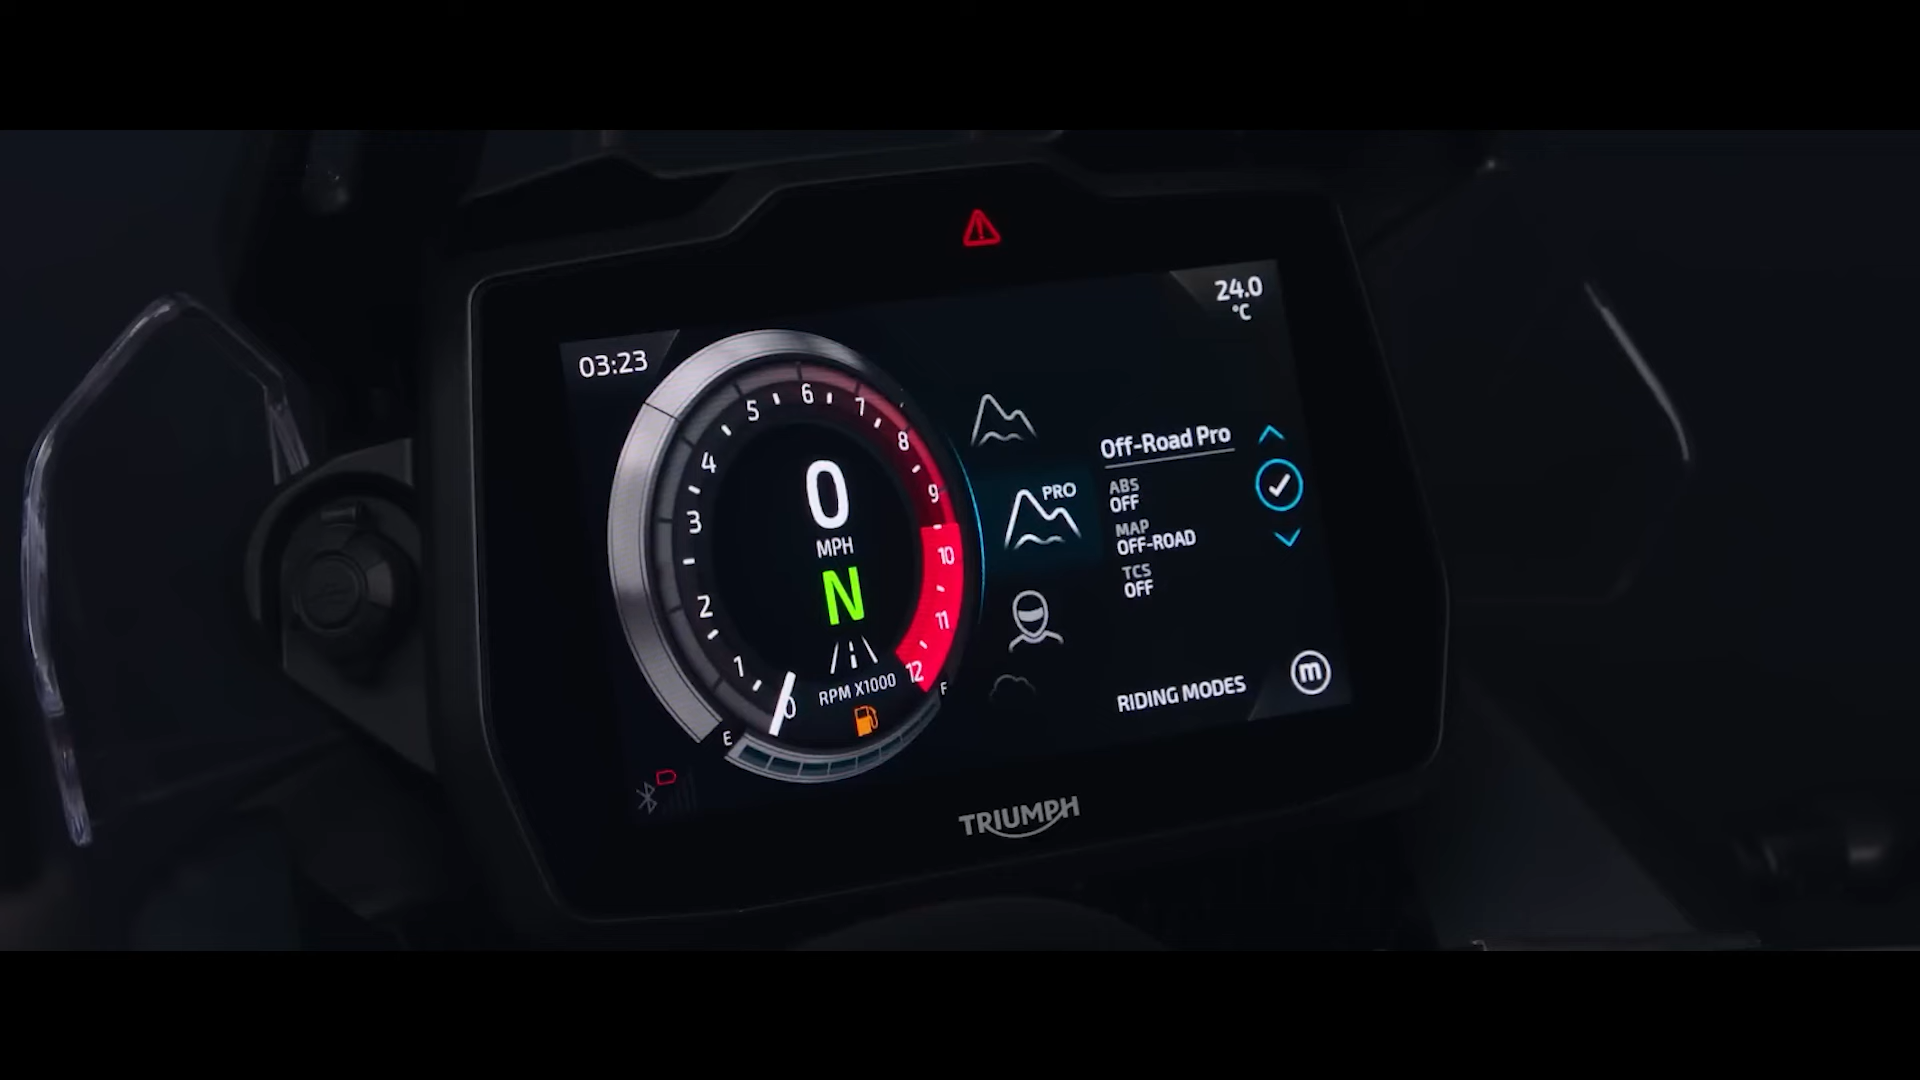 24.0
°C
03:23
5 6 7
4 8
3 9
2 10
1 11
0 12
0
MPH
N
RPM X1000
E F
PRO
Off-Road Pro
ABS
OFF
MAP
OFF-ROAD
TCS
OFF
RIDING MODES
m
TRIUMPH